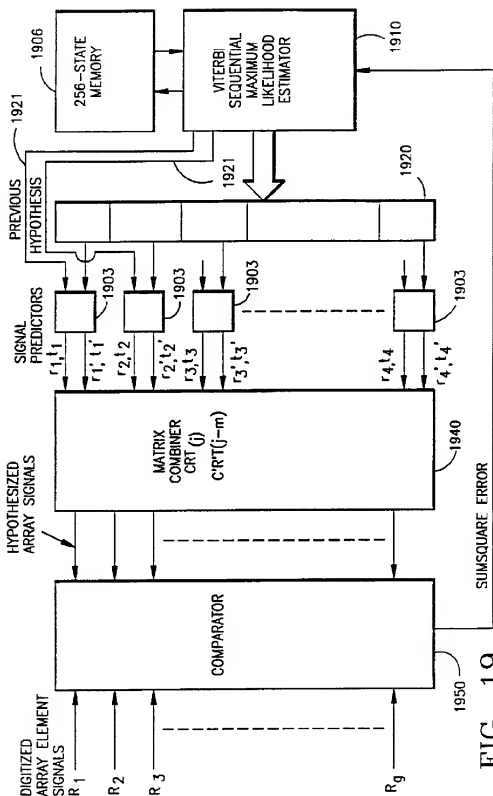 1906
256-STATE
MEMORY
1921
PREVIOUS
HYPOTHESIS
1921
VITERBI
SEQUENTIAL
MAXIMUM
LIKELIHOOD
ESTIMATOR
1910
1920
SIGNAL
PREDICTORS
1903
1903
1903
1903
r1,t1
r1',t1'
r2,t2
r2',t2'
r3,t3
r3',t3'
r4,t4
r4',t4'
HYPOTHESIZED
ARRAY SIGNALS
MATRIX
COMBINER
CRT(j)
C'R'T(j-m)
1940
DIGITIZED
ARRAY ELEMENT
SIGNALS
R1
R2
R3
Rg
COMPARATOR
1950
SUMSQUARE ERROR
FIG. 19